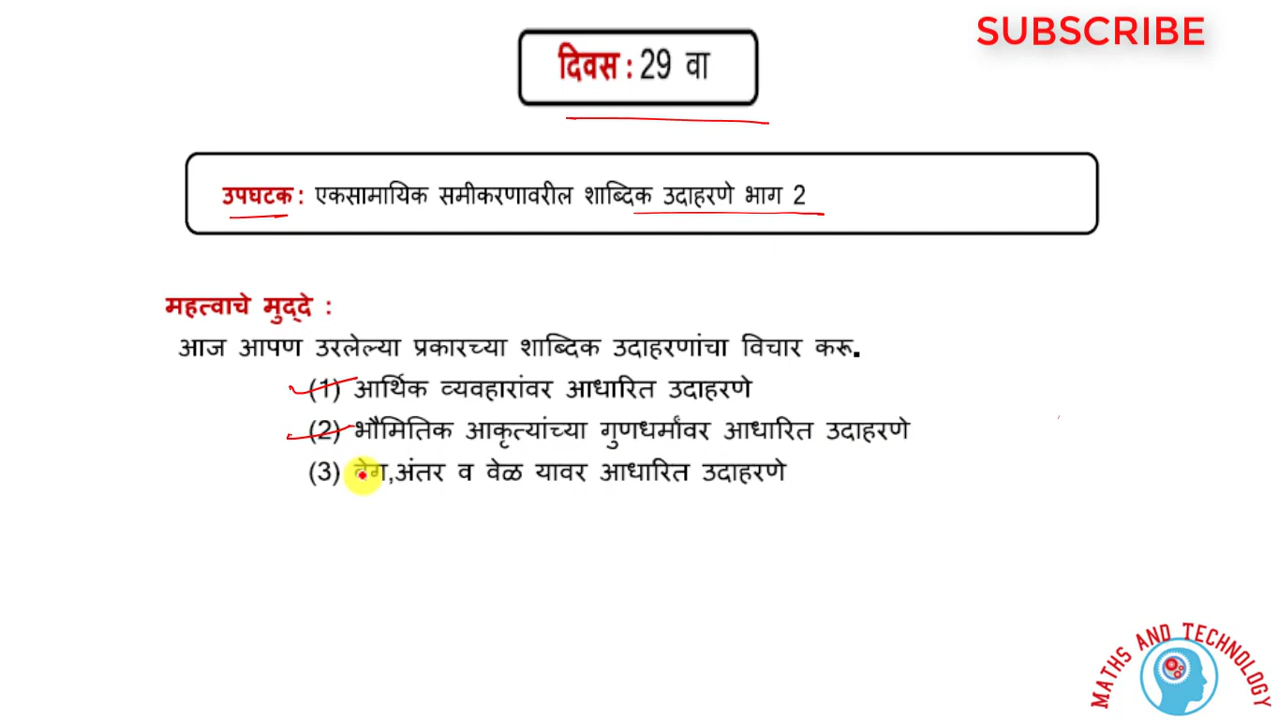 SUBSCRIBE
दिवस : 29 वा
उपघटक : एकसामायिक समीकरणावरील शाब्दिक उदाहरणे भाग 2
महत्वाचे मुद्दे :
आज आपण उरलेल्या प्रकारच्या शाब्दिक उदाहरणांचा विचार करू.
(1) आर्थिक व्यवहारांवर आधारित उदाहरणे
(2) भौमितिक आकृत्यांच्या गुणधर्मांवर आधारित उदाहरणे
(3) वेग,अंतर व वेळ यावर आधारित उदाहरणे
MATHS AND TECHNOLOGY